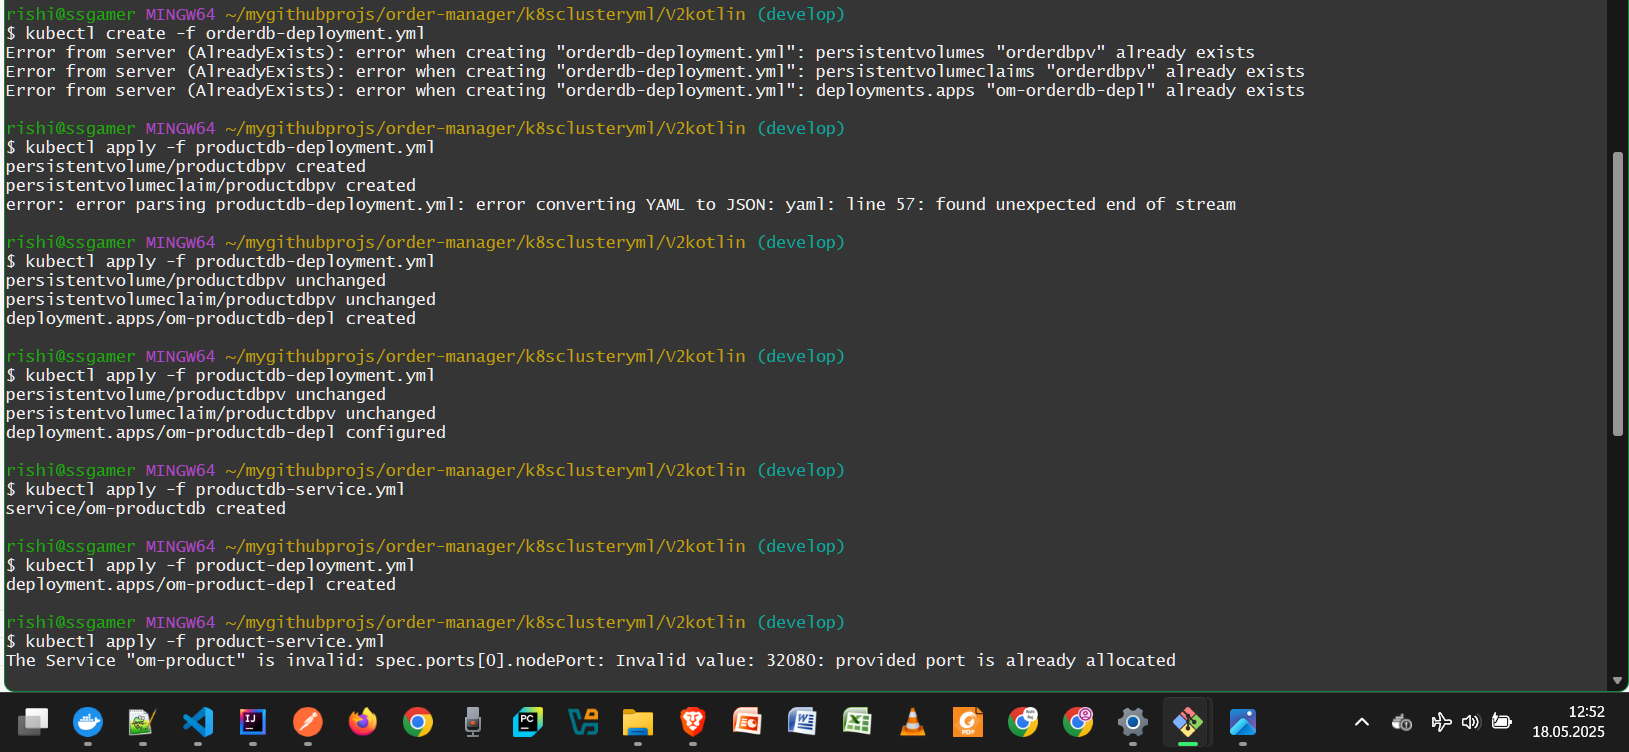 rishi@ssgamer MINGW64 ~/mygithubprojs/order-manager/k8sclusteryml/V2kotlin (develop)
$ kubectl create -f orderdb-deployment.yml
Error from server (AlreadyExists): error when creating "orderdb-deployment.yml": persistentvolumes "orderdbpv" already exists
Error from server (AlreadyExists): error when creating "orderdb-deployment.yml": persistentvolumeclaims "orderdbpv" already exists
Error from server (AlreadyExists): error when creating "orderdb-deployment.yml": deployments.apps "om-orderdb-depl" already exists
rishi@ssgamer MINGW64 ~/mygithubprojs/order-manager/k8sclusteryml/V2kotlin (develop)
$ kubectl apply -f productdb-deployment.yml
persistentvolume/productdbpv created
persistentvolumeclaim/productdbpv created
error: error parsing productdb-deployment.yml: error converting YAML to JSON: yaml: line 57: found unexpected end of stream
rishi@ssgamer MINGW64 ~/mygithubprojs/order-manager/k8sclusteryml/V2kotlin (develop)
$ kubectl apply -f productdb-deployment.yml
persistentvolume/productdbpv unchanged
persistentvolumeclaim/productdbpv unchanged
deployment.apps/om-productdb-depl created
rishi@ssgamer MINGW64 ~/mygithubprojs/order-manager/k8sclusteryml/V2kotlin (develop)
$ kubectl apply -f productdb-deployment.yml
persistentvolume/productdbpv unchanged
persistentvolumeclaim/productdbpv unchanged
deployment.apps/om-productdb-depl configured
rishi@ssgamer MINGW64 ~/mygithubprojs/order-manager/k8sclusteryml/V2kotlin (develop)
$ kubectl apply -f productdb-service.yml
service/om-productdb created
rishi@ssgamer MINGW64 ~/mygithubprojs/order-manager/k8sclusteryml/V2kotlin (develop)
$ kubectl apply -f product-deployment.yml
deployment.apps/om-product-depl created
rishi@ssgamer MINGW64 ~/mygithubprojs/order-manager/k8sclusteryml/V2kotlin (develop)
$ kubectl apply -f product-service.yml
The Service "om-product" is invalid: spec.ports[0].nodePort: Invalid value: 32080: provided port is already allocated
IJ
PC
PDF
12:52
18.05.2025